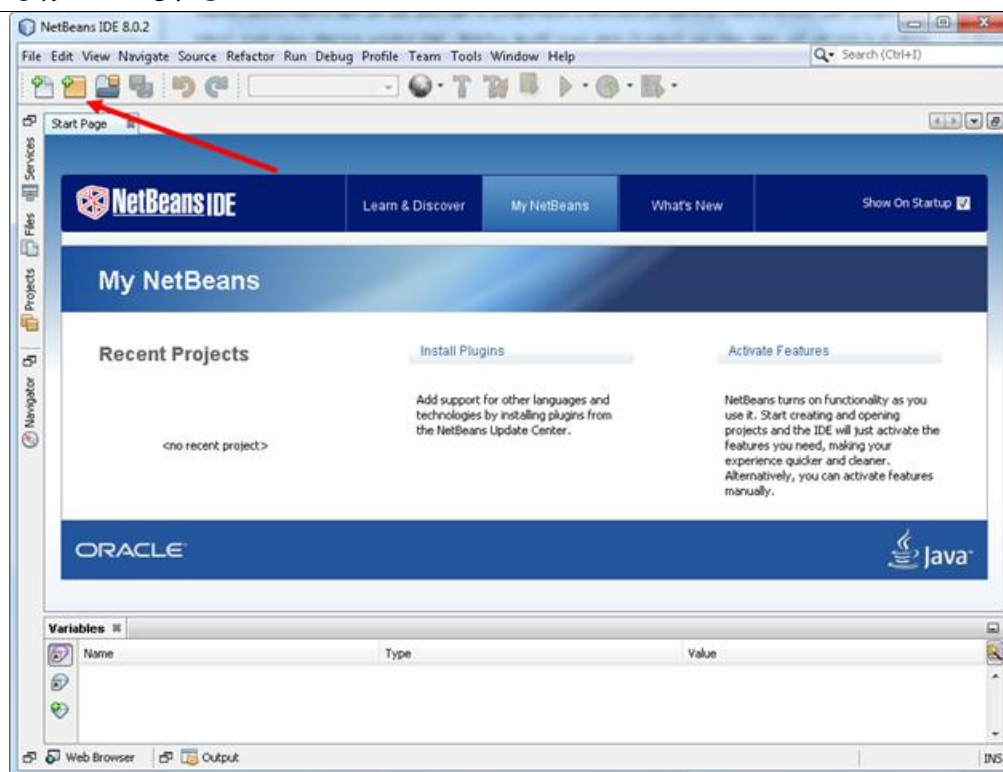 NetBeans IDE 8.0.2
File Edit View Navigate Source Refactor Run Debug Profile Team Tools Window Help
Search (Ctrl+I)
Start Page
Services
Files
Projects
Navigator
NetBeans IDE
Learn & Discover
My NetBeans
What's New
Show On Startup
My NetBeans
Recent Projects
<no recent project>
Install Plugins
Add support for other languages and
technologies by installing plugins from
the NetBeans Update Center.
Activate Features
NetBeans turns on functionality as you
use it. Start creating and opening
projects and the IDE will just activate the
features you need, making your
experience quicker and cleaner.
Alternatively, you can activate features
manually.
ORACLE
Java
Variables
Name Type Value
Web Browser Output
INS